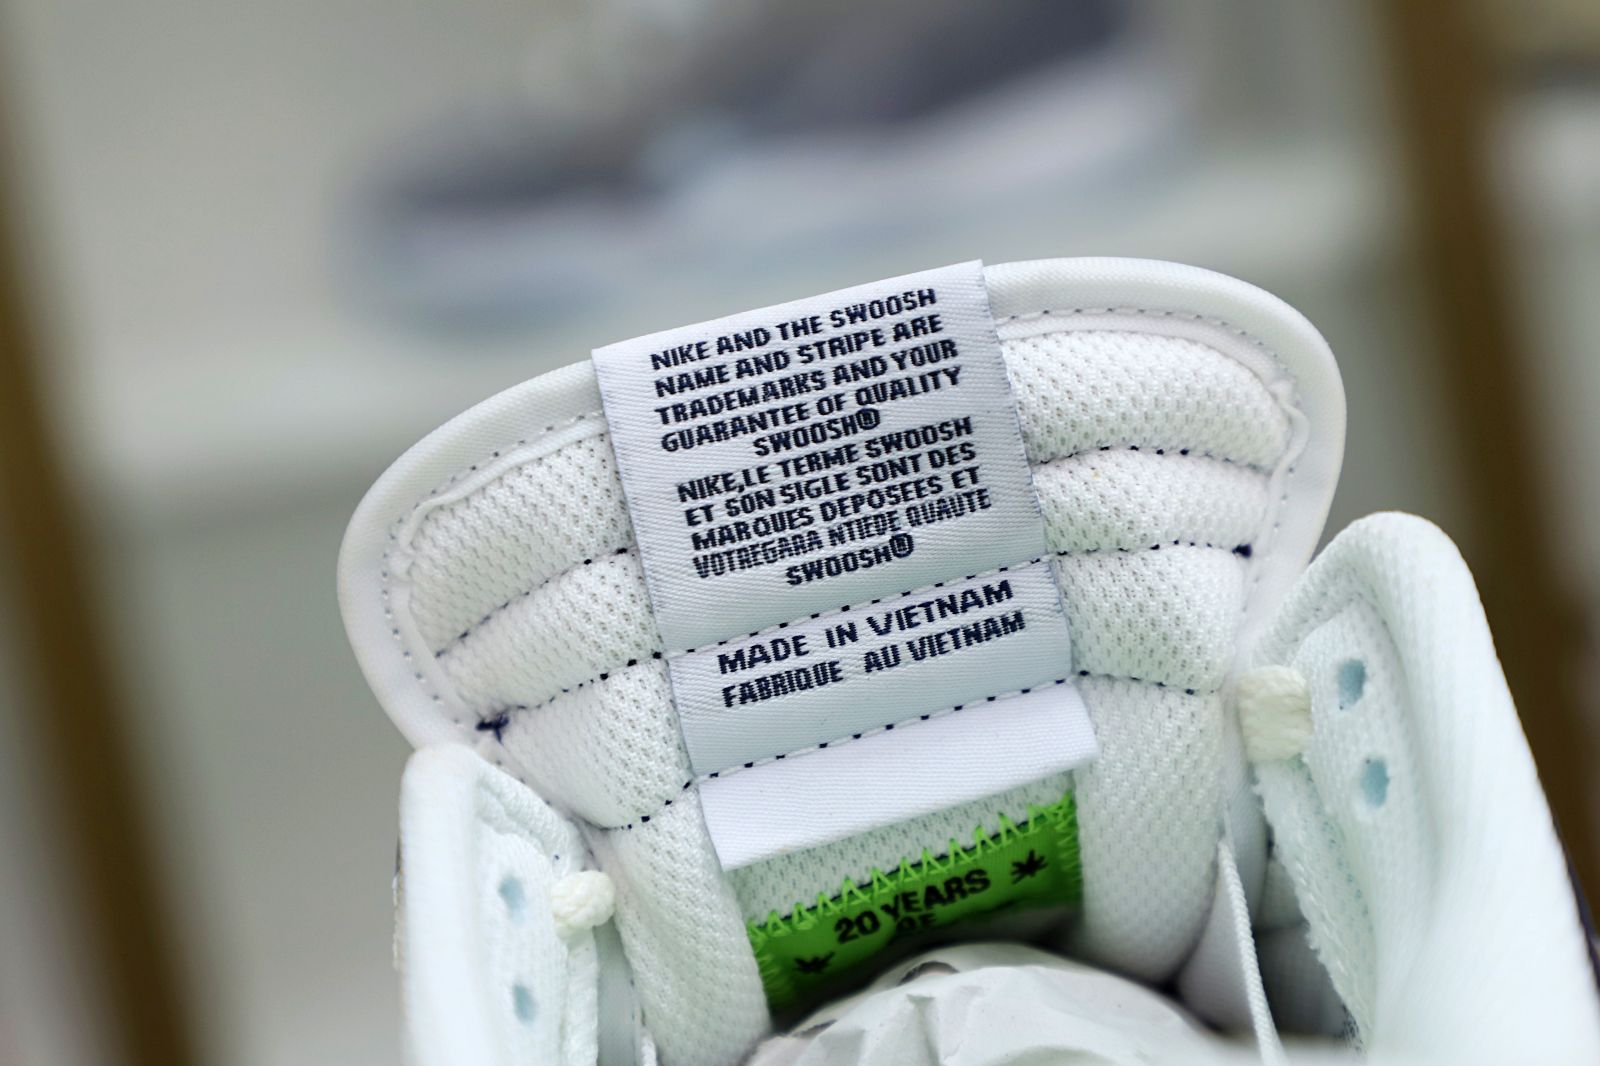 NIKE AND THE SWOOSH
NAME AND STRIPE ARE
TRADEMARKS AND YOUR
GUARANTEE OF QUALITY
SWOOSH®
NIKE,LE TERME SWOOSH
ET SON SIGLE SONT DES
MARQUES DEPOSEES ET
VOTREGARA NTIEDE QUAUTE
SWOOSH®
MADE IN VIETNAM
FABRIQUE AU VIETNAM
20 YEARS
OF